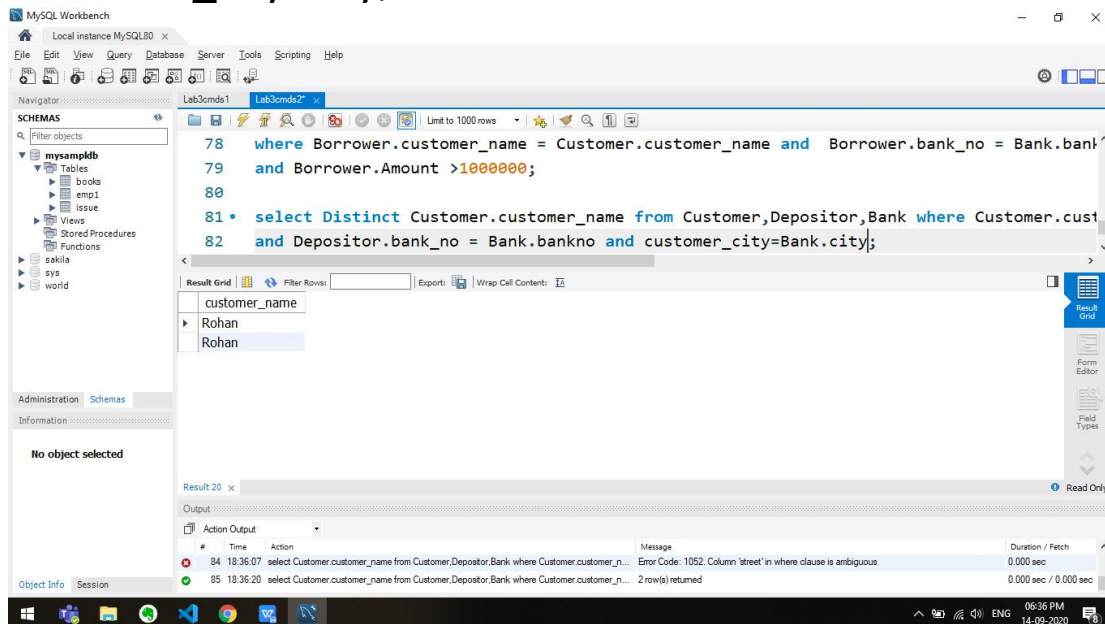 MySQL Workbench
Local instance MySQL80
File Edit View Query Database Server Tools Scripting Help
Navigator
SCHEMAS
Filter objects
mysampldb
Tables
books
emp1
issue
Views
Stored Procedures
Functions
sakila
sys
world
Administration Schemas
Information
No object selected
Object Info Session
Lab3cmds1 Lab3cmds2*
Limit to 1000 rows
78 where Borrower.customer_name = Customer.customer_name and Borrower.bank_no = Bank.bank
79 and Borrower.Amount >1000000;
80
81 select Distinct Customer.customer_name from Customer,Depositor,Bank where Customer.cust
82 and Depositor.bank_no = Bank.bankno and customer_city=Bank.city;
Result Grid Filter Rows: Export: Wrap Cell Content:
customer_name
Rohan
Rohan
Result Grid
Form Editor
Field Types
Result 20
Read Only
Output
Action Output
# Time Action Message Duration / Fetch
84 18:36:07 select Customer.customer_name from Customer,Depositor,Bank where Customer.customer_n... Error Code: 1052. Column 'street' in where clause is ambiguous 0.000 sec
85 18:36:20 select Customer.customer_name from Customer,Depositor,Bank where Customer.customer_n... 2 row(s) returned 0.000 sec / 0.000 sec
ENG 06:36 PM
14-09-2020